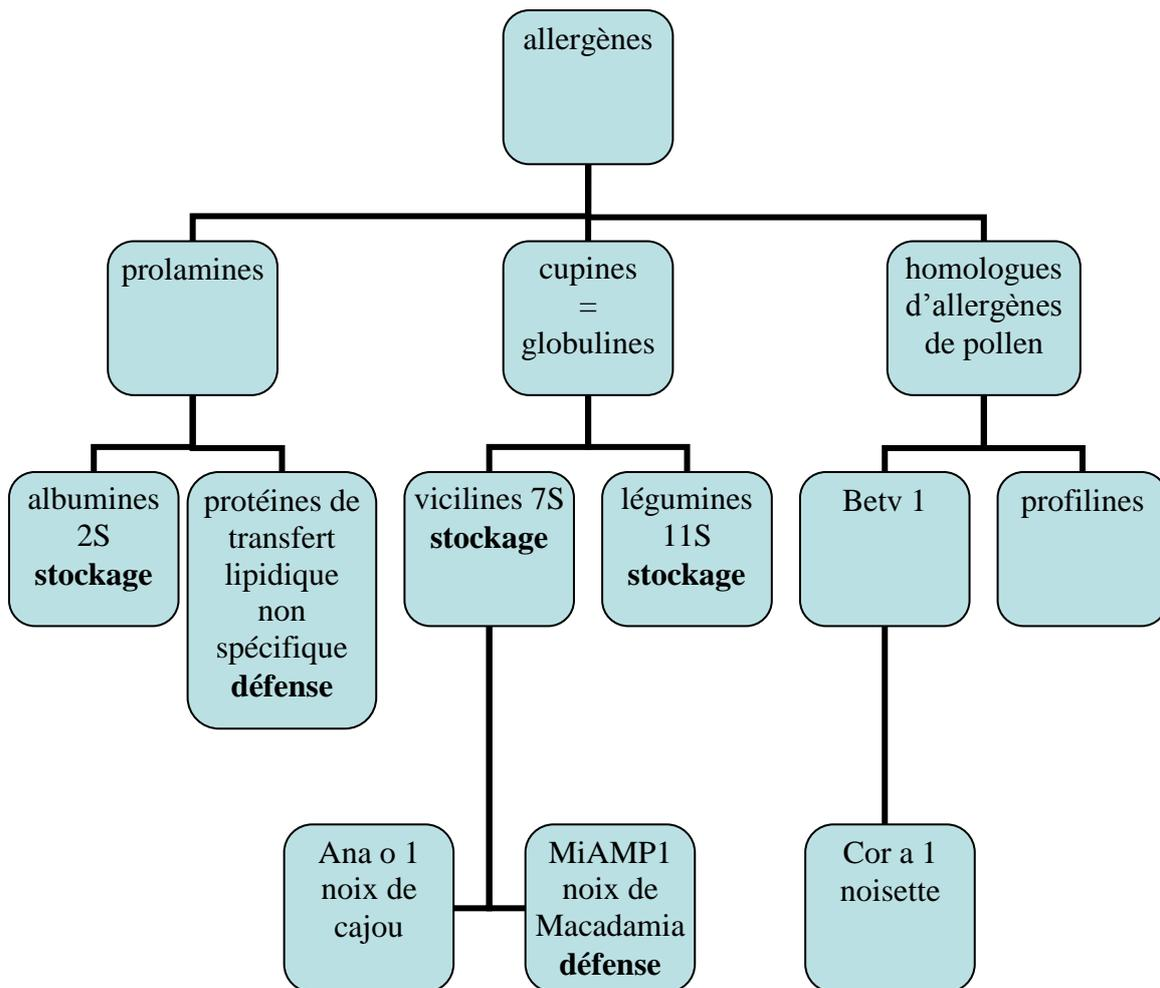 allergènes
prolamines
cupines
=
globulines
homologues
d’allergènes
de pollen
albumines
2S
stockage
protéines de
transfert
lipidique
non
spécifique
défense
vicilines 7S
stockage
légumines
11S
stockage
Betv 1
profilines
Ana o 1
noix de
cajou
MiAMP1
noix de
Macadamia
défense
Cor a 1
noisette